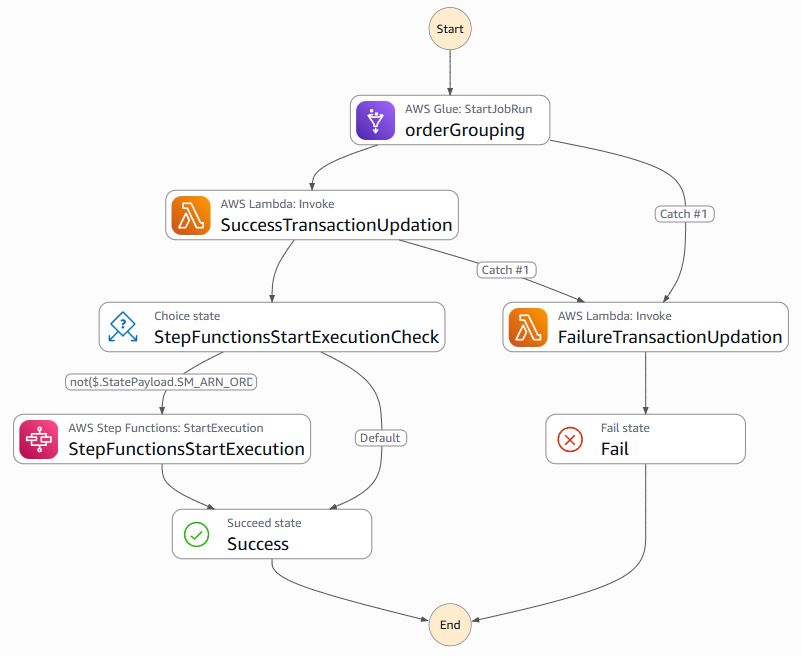 Start
AWS Glue: StartJobRun
orderGrouping
AWS Lambda: Invoke
SuccessTransactionUpdation
Catch #1
Catch #1
Choice state
StepFunctionsStartExecutionCheck
AWS Lambda: Invoke
FailureTransactionUpdation
not($.StatePayload.SM_ARN_ORD
AWS Step Functions: StartExecution
StepFunctionsStartExecution
Default
Fail state
Fail
Succeed state
Success
End